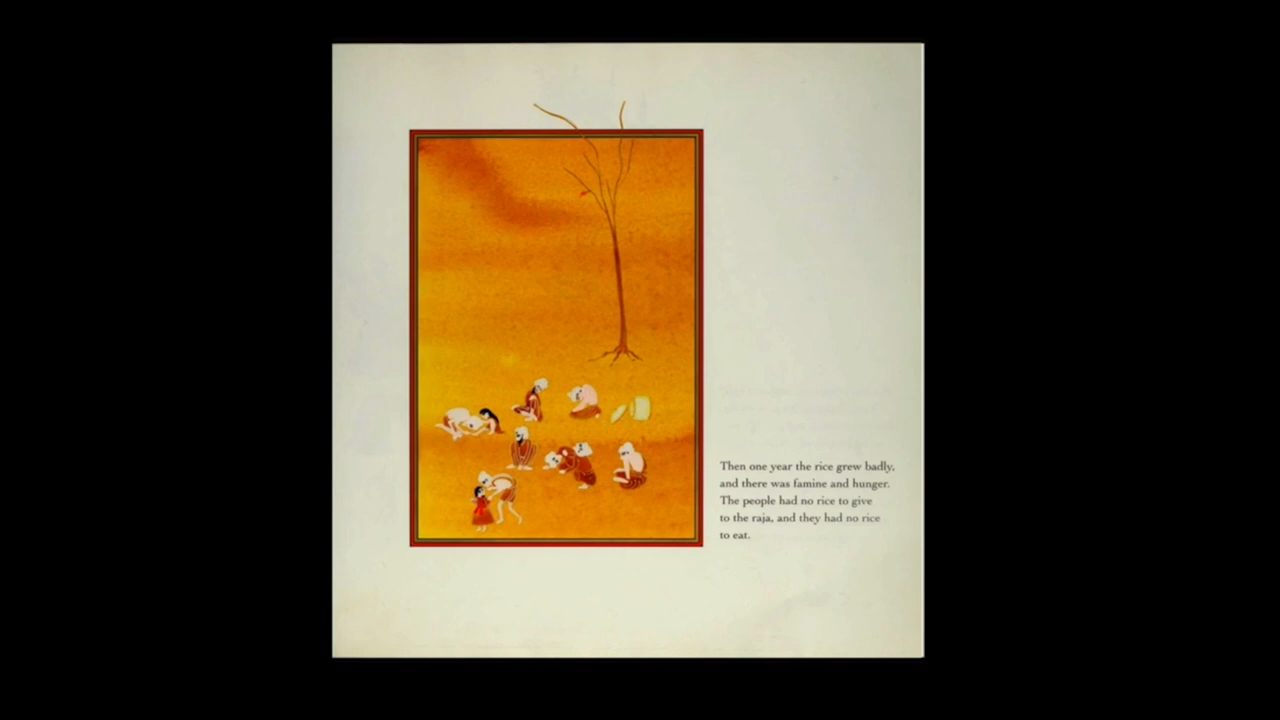 Then one year the rice grew badly,
and there was famine and hunger.
The people had no rice to give
to the raja, and they had no rice
to eat.